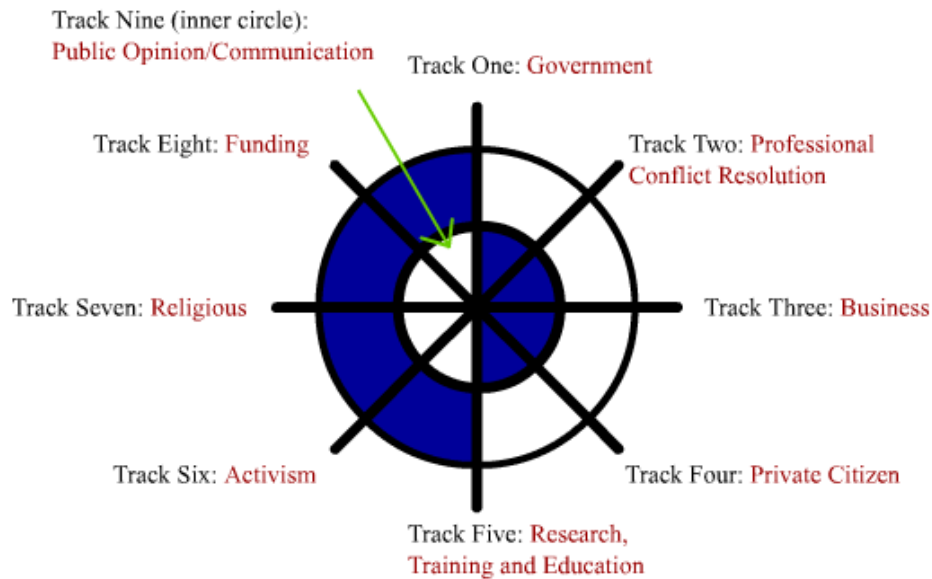 Track Nine (inner circle):
Public Opinion/Communication
Track One: Government
Track Eight: Funding
Track Two: Professional
Conflict Resolution
Track Seven: Religious
Track Three: Business
Track Six: Activism
Track Four: Private Citizen
Track Five: Research,
Training and Education